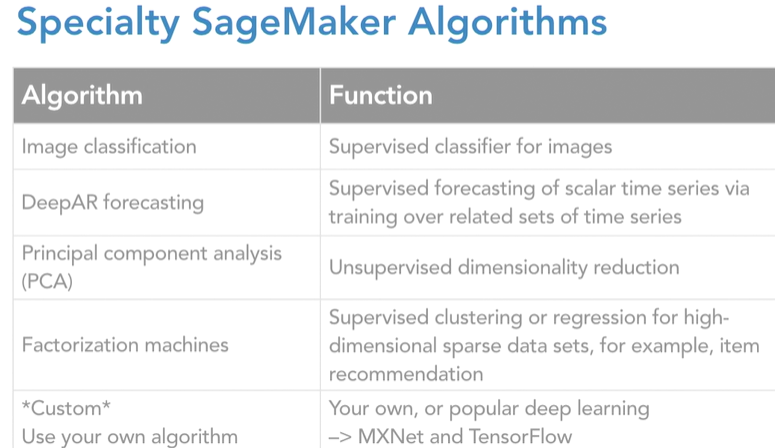 Specialty SageMaker Algorithms
Algorithm
Function
Image classification
Supervised classifier for images
DeepAR forecasting
Supervised forecasting of scalar time series via
training over related sets of time series
Principal component analysis
(PCA)
Unsupervised dimensionality reduction
Factorization machines
Supervised clustering or regression for high-
dimensional sparse data sets, for example, item
recommendation
*Custom*
Use your own algorithm
Your own, or popular deep learning
–> MXNet and TensorFlow